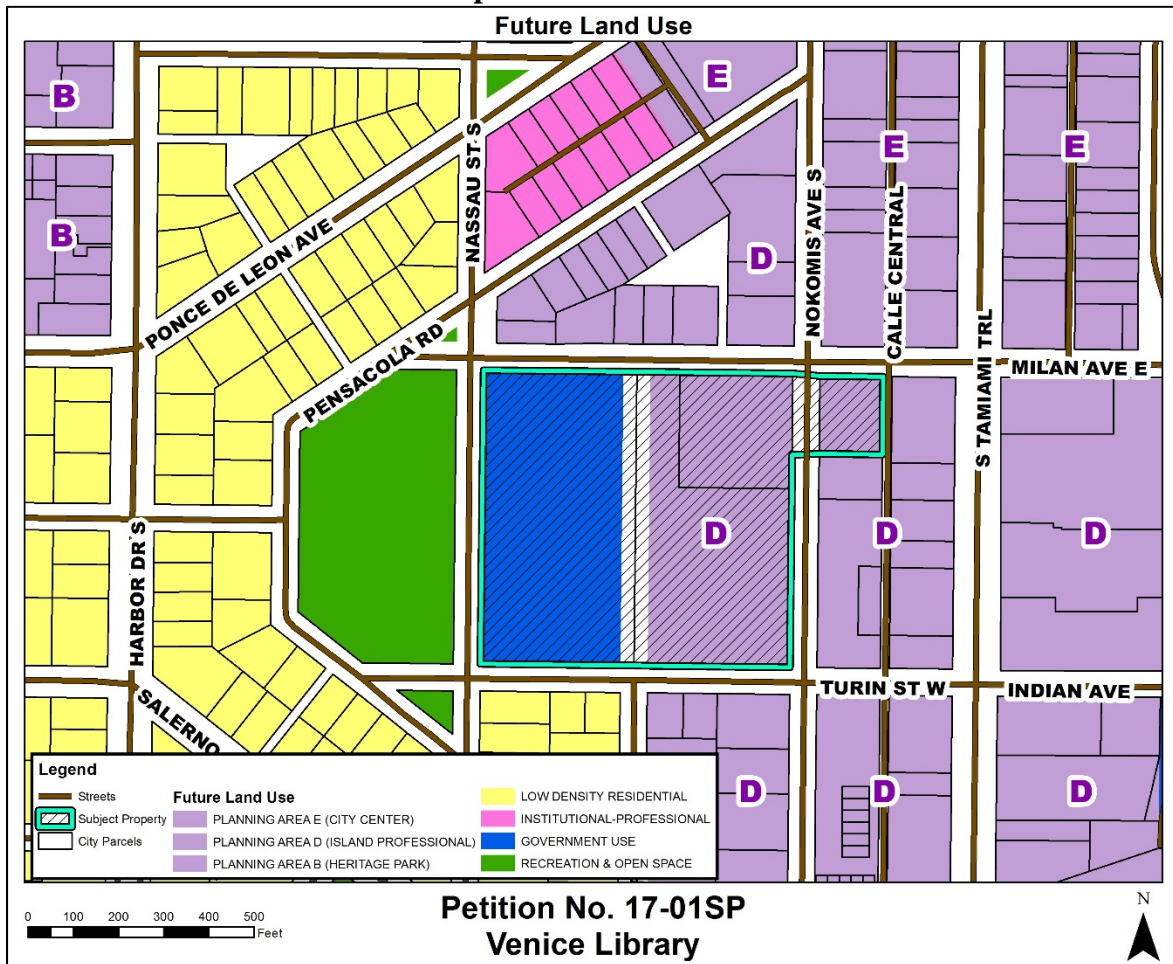 Future Land Use
B
E
E
E
B
NASSAU ST S
PONCE DE LEON AVE
NOKOMIS AVE S
CALLE CENTRAL
D
S TAMIAMI TRL
PENSACOLA RD
MILAN AVE E
HARBOR DR S
D
D
D
SALERNO
TURIN ST W
INDIAN AVE
D
D
D
Legend
Streets
Subject Property
City Parcels
Future Land Use
PLANNING AREA E (CITY CENTER)
PLANNING AREA D (ISLAND PROFESSIONAL)
PLANNING AREA B (HERITAGE PARK)
LOW DENSITY RESIDENTIAL
INSTITUTIONAL-PROFESSIONAL
GOVERNMENT USE
RECREATION & OPEN SPACE
0 100 200 300 400 500
Feet
Petition No. 17-01SP
Venice Library
N